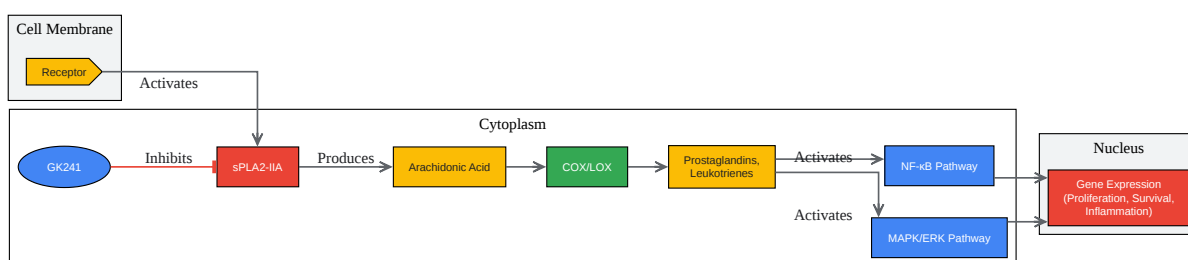 Cell Membrane
Receptor
Activates
Cytoplasm
GK241
Inhibits
sPLA2-IIA
Produces
Arachidonic Acid
COX/LOX
Prostaglandins,
Leukotrienes
Activates
NF-κB Pathway
Activates
MAPK/ERK Pathway
Nucleus
Gene Expression
(Proliferation, Survival,
Inflammation)